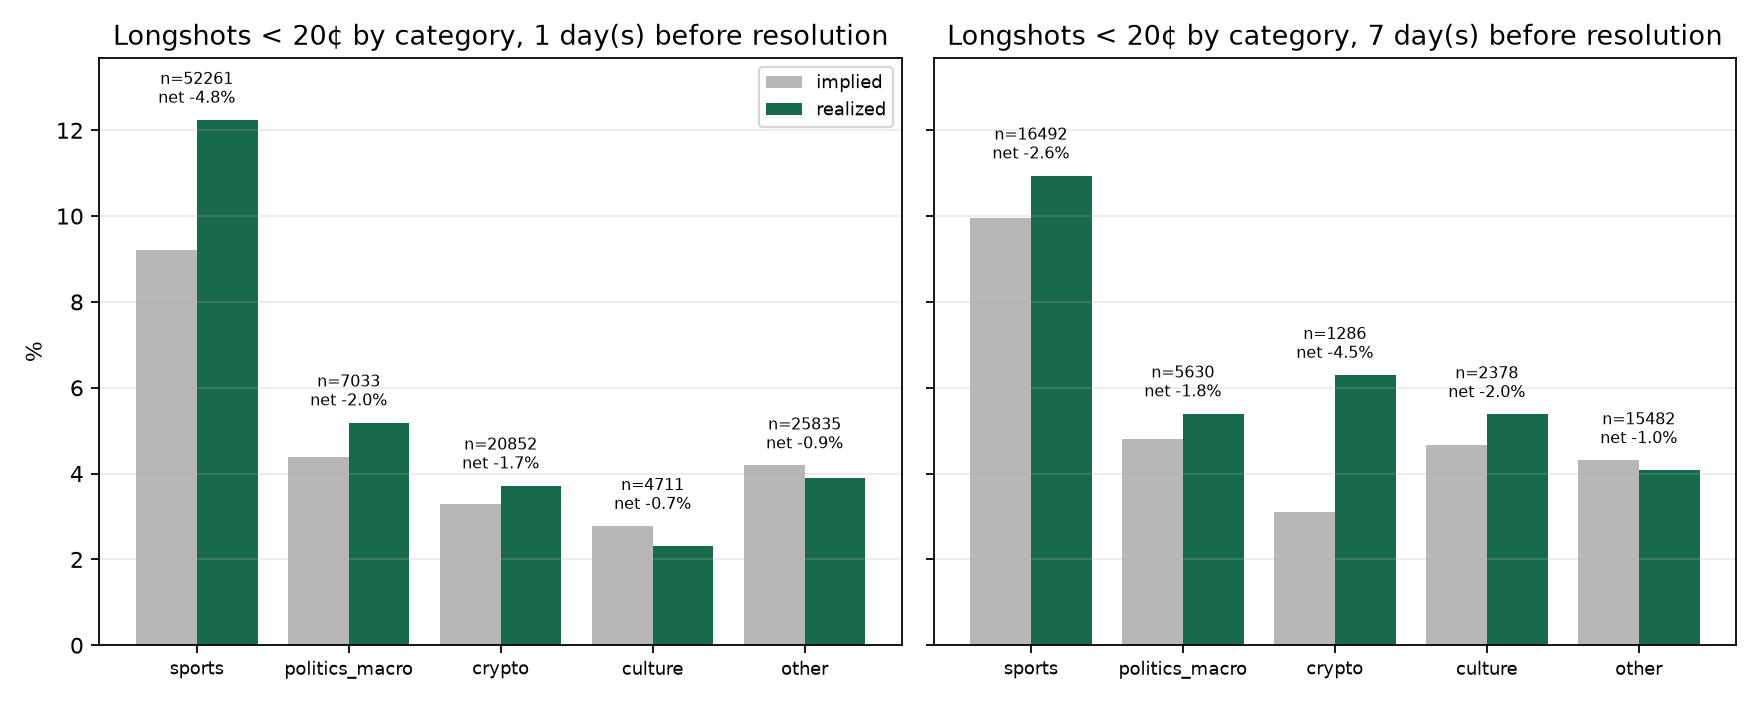 Longshots < 20¢ by category, 1 day(s) before resolution
n=52261
net -4.8%
implied
realized
n=7033
net -2.0%
n=20852
net -1.7%
n=4711
net -0.7%
n=25835
net -0.9%
%
12
10
8
6
4
2
0
sports
politics_macro
crypto
culture
other
Longshots < 20¢ by category, 7 day(s) before resolution
n=16492
net -2.6%
n=5630
net -1.8%
n=1286
net -4.5%
n=2378
net -2.0%
n=15482
net -1.0%
sports
politics_macro
crypto
culture
other